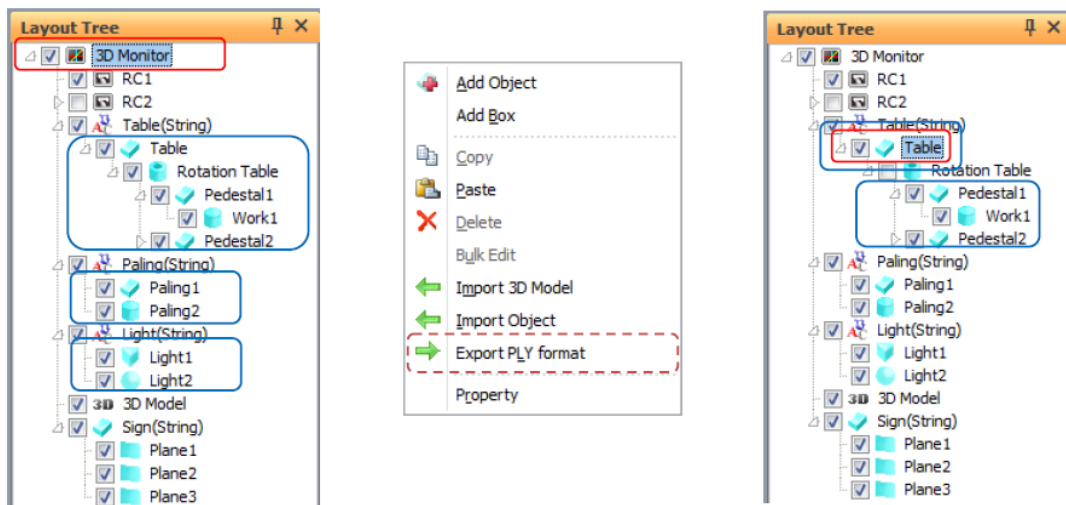 Layout Tree
3D Monitor
RC1
RC2
Table(String)
Table
Rotation Table
Pedestal1
Work1
Pedestal2
Paling(String)
Paling1
Paling2
Light(String)
Light1
Light2
3D 3D Model
Sign(String)
Plane1
Plane2
Plane3
Add Object
Add Box
Copy
Paste
Delete
Bulk Edit
Import 3D Model
Import Object
Export PLY format
Property
Layout Tree
3D Monitor
RC1
RC2
Table(String)
Table
Rotation Table
Pedestal1
Work1
Pedestal2
Paling(String)
Paling1
Paling2
Light(String)
Light1
Light2
3D 3D Model
Sign(String)
Plane1
Plane2
Plane3